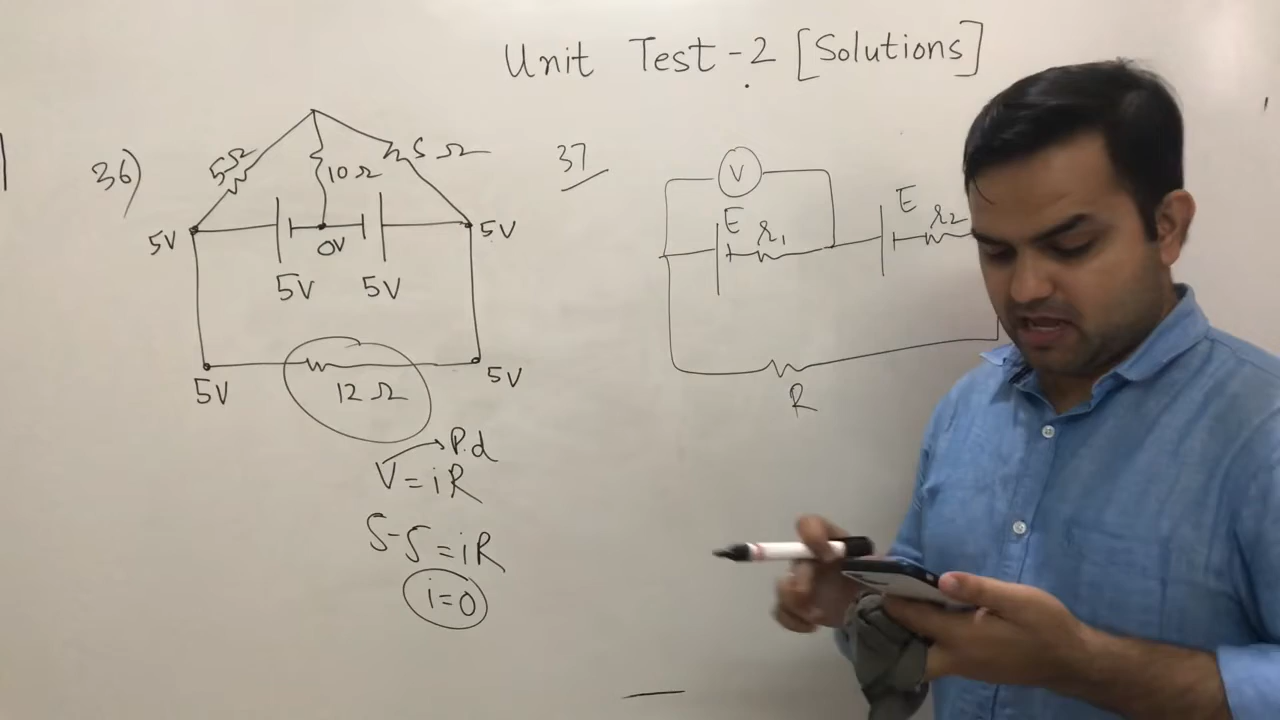 Unit Test - 2 [Solutions]
36)
5Ω
10Ω
5Ω
5V
0V
5V
5V
5V
5V
12Ω
5V
P.d
V = iR
5-5 = iR
i=0
37
V
E
r₁
E
r₂
R